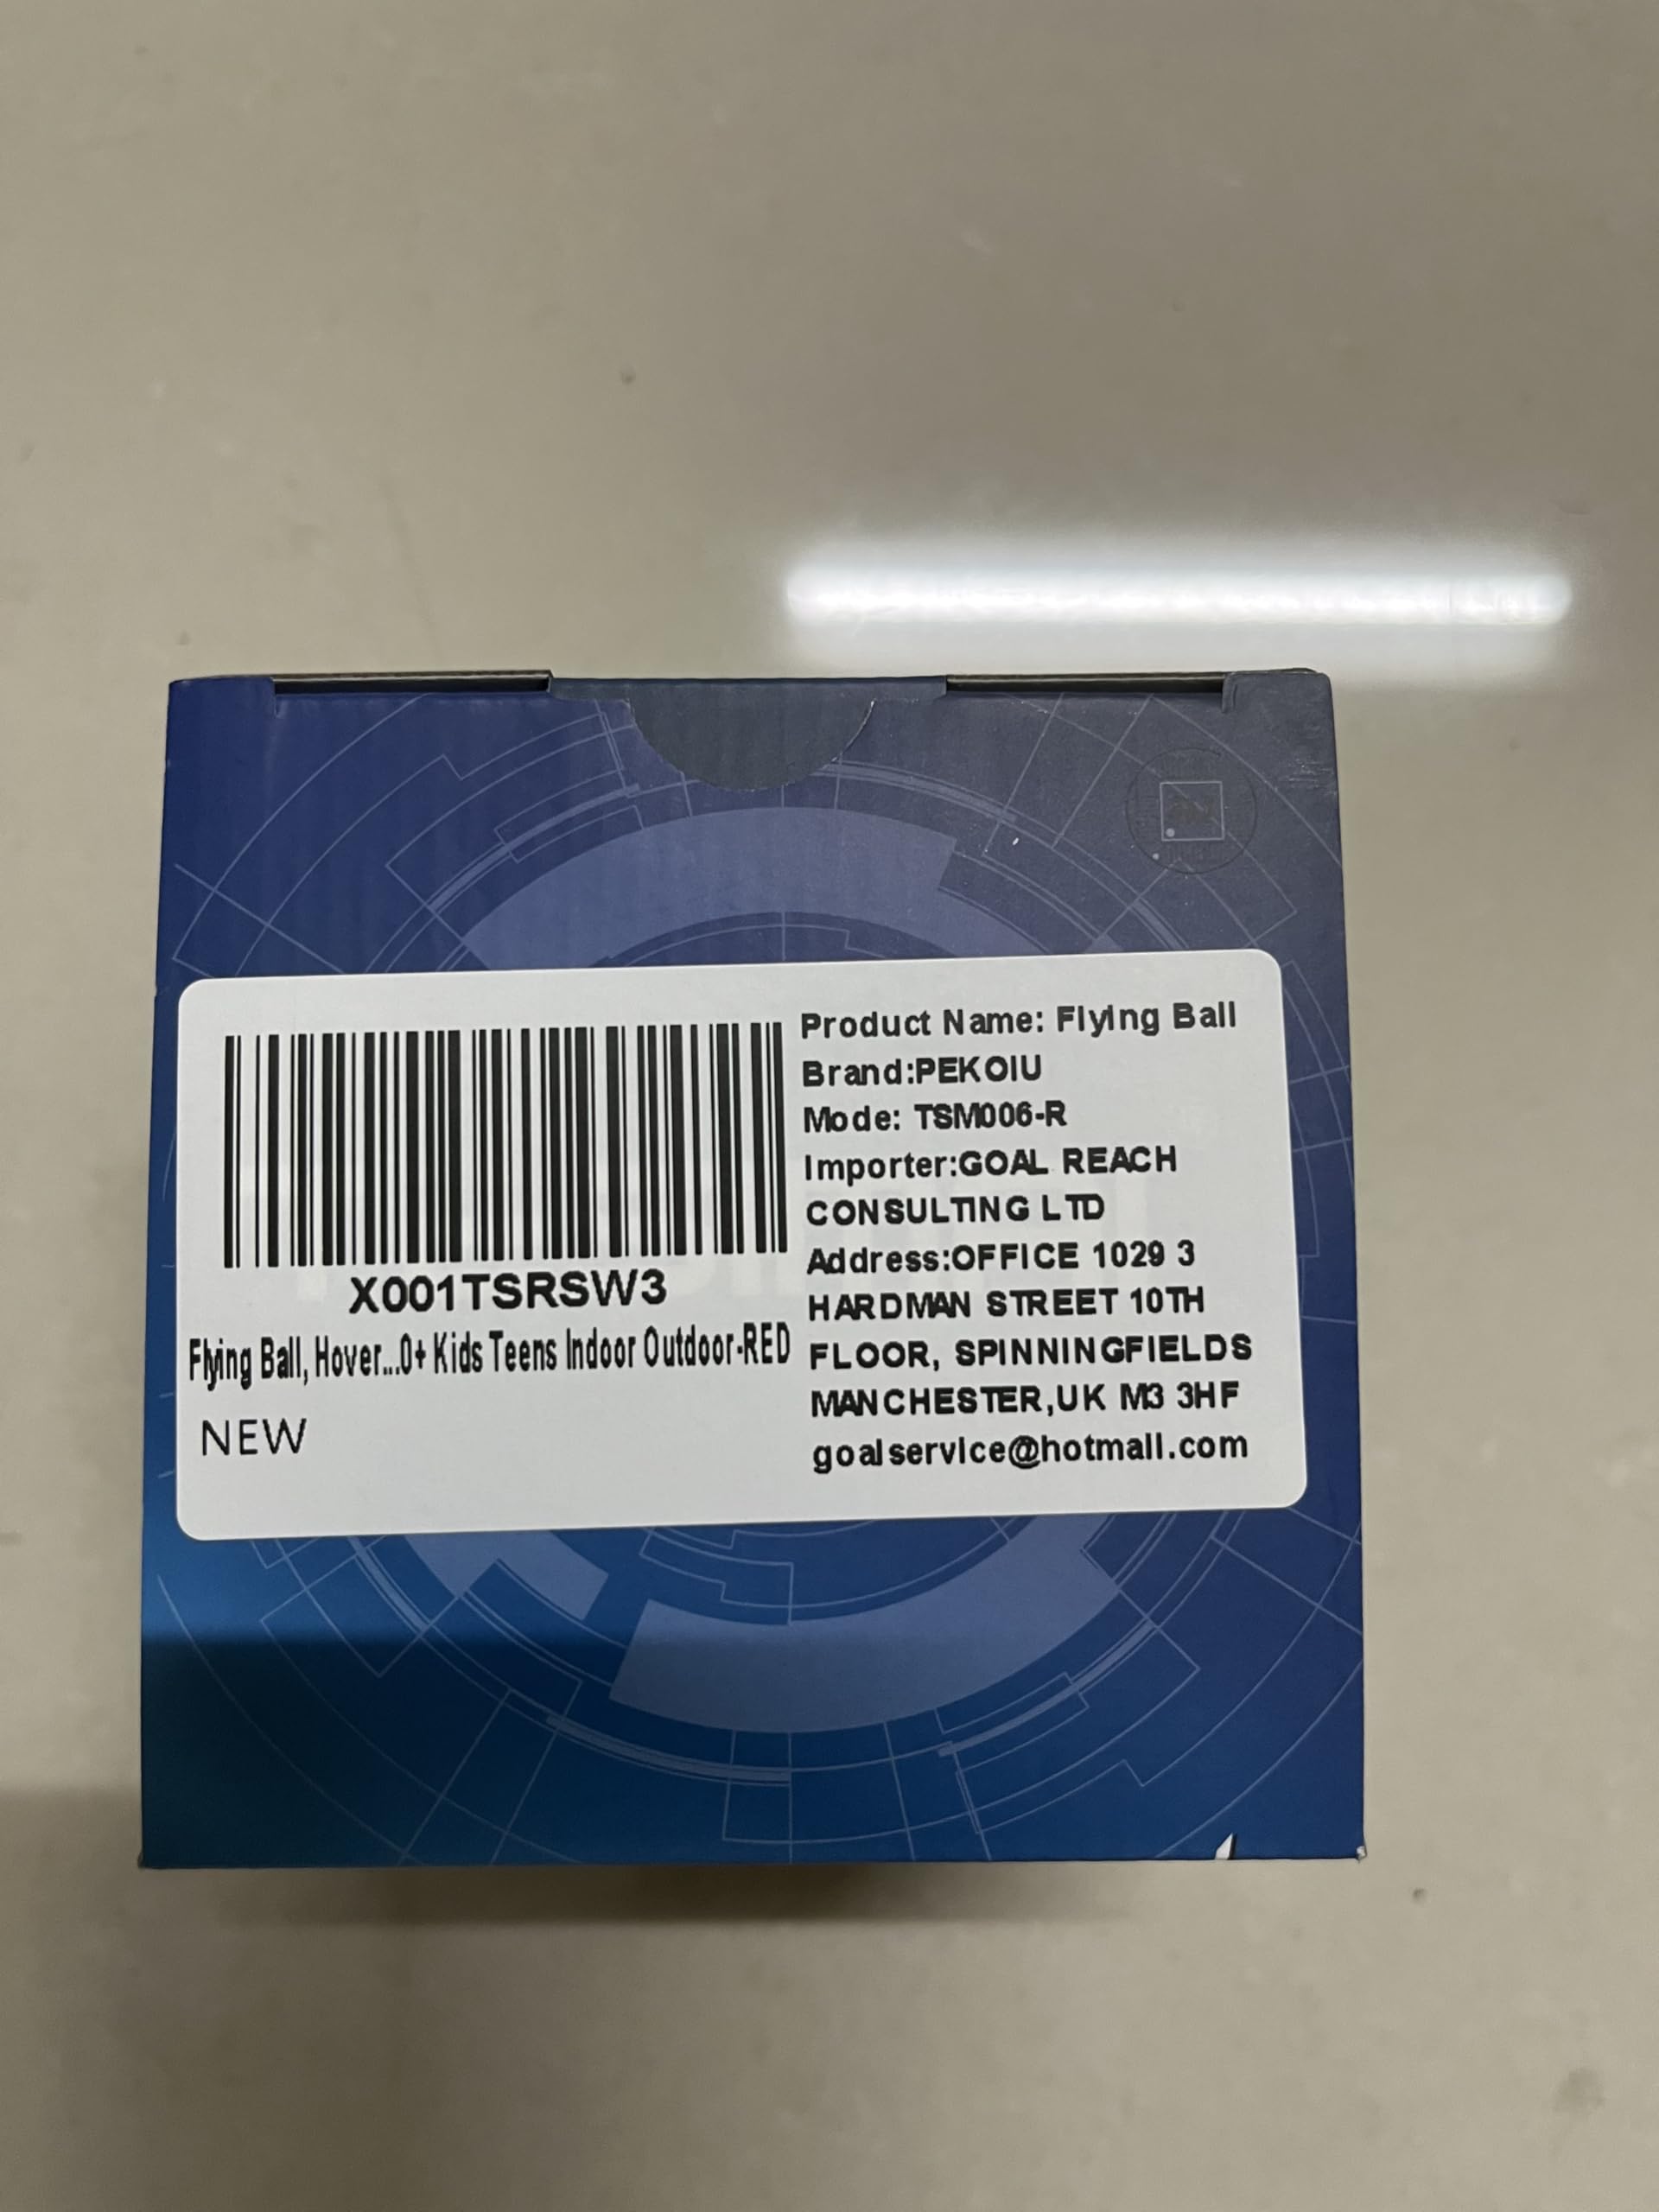 X001TSRSW3
Flying Ball, Hover...0+ Kids Teens Indoor Outdoor-RED
NEW
Product Name: Flying Ball
Brand:PEKOIU
Mode: TSM006-R
Importer:GOAL REACH
CONSULTING LTD
Address:OFFICE 1029 3
HARDMAN STREET 10TH
FLOOR, SPINNINGFIELDS
MANCHESTER,UK M3 3HF
goalservice@hotmail.com